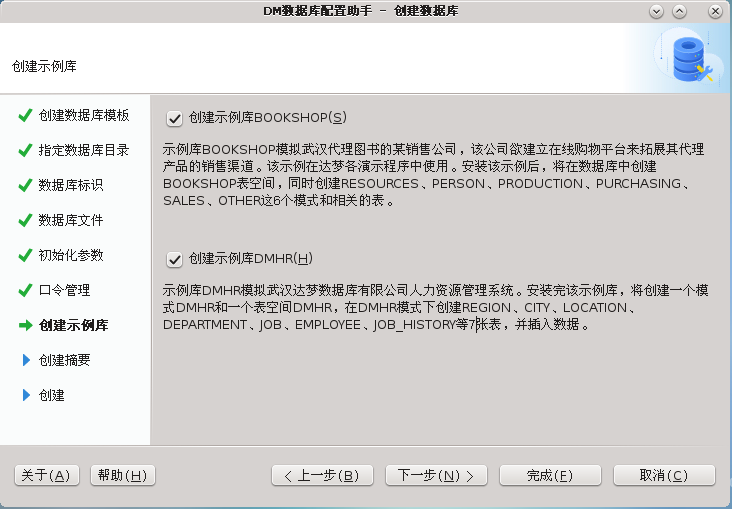 DM数据库配置助手 - 创建数据库
创建示例库
创建数据库模板
指定数据库目录
数据库标识
数据库文件
初始化参数
口令管理
创建示例库
创建摘要
创建
创建示例库BOOKSHOP(S)
示例库BOOKSHOP模拟武汉代理图书的某销售公司，该公司欲建立在线购物平台来拓展其代理
产品的销售渠道。该示例在达梦各演示程序中使用。安装该示例后，将在数据库中创建
BOOKSHOP表空间，同时创建RESOURCES、PERSON、PRODUCTION、PURCHASING、
SALES、OTHER这6个模式和相关的表。
创建示例库DMHR(H)
示例库DMHR模拟武汉达梦数据库有限公司人力资源管理系统。安装完该示例库，将创建一个模
式DMHR和一个表空间DMHR，在DMHR模式下创建REGION、CITY、LOCATION、
DEPARTMENT、JOB、EMPLOYEE、JOB_HISTORY等7张表，并插入数据。
关于(A)
帮助(H)
< 上一步(B)
下一步(N) >
完成(F)
取消(C)